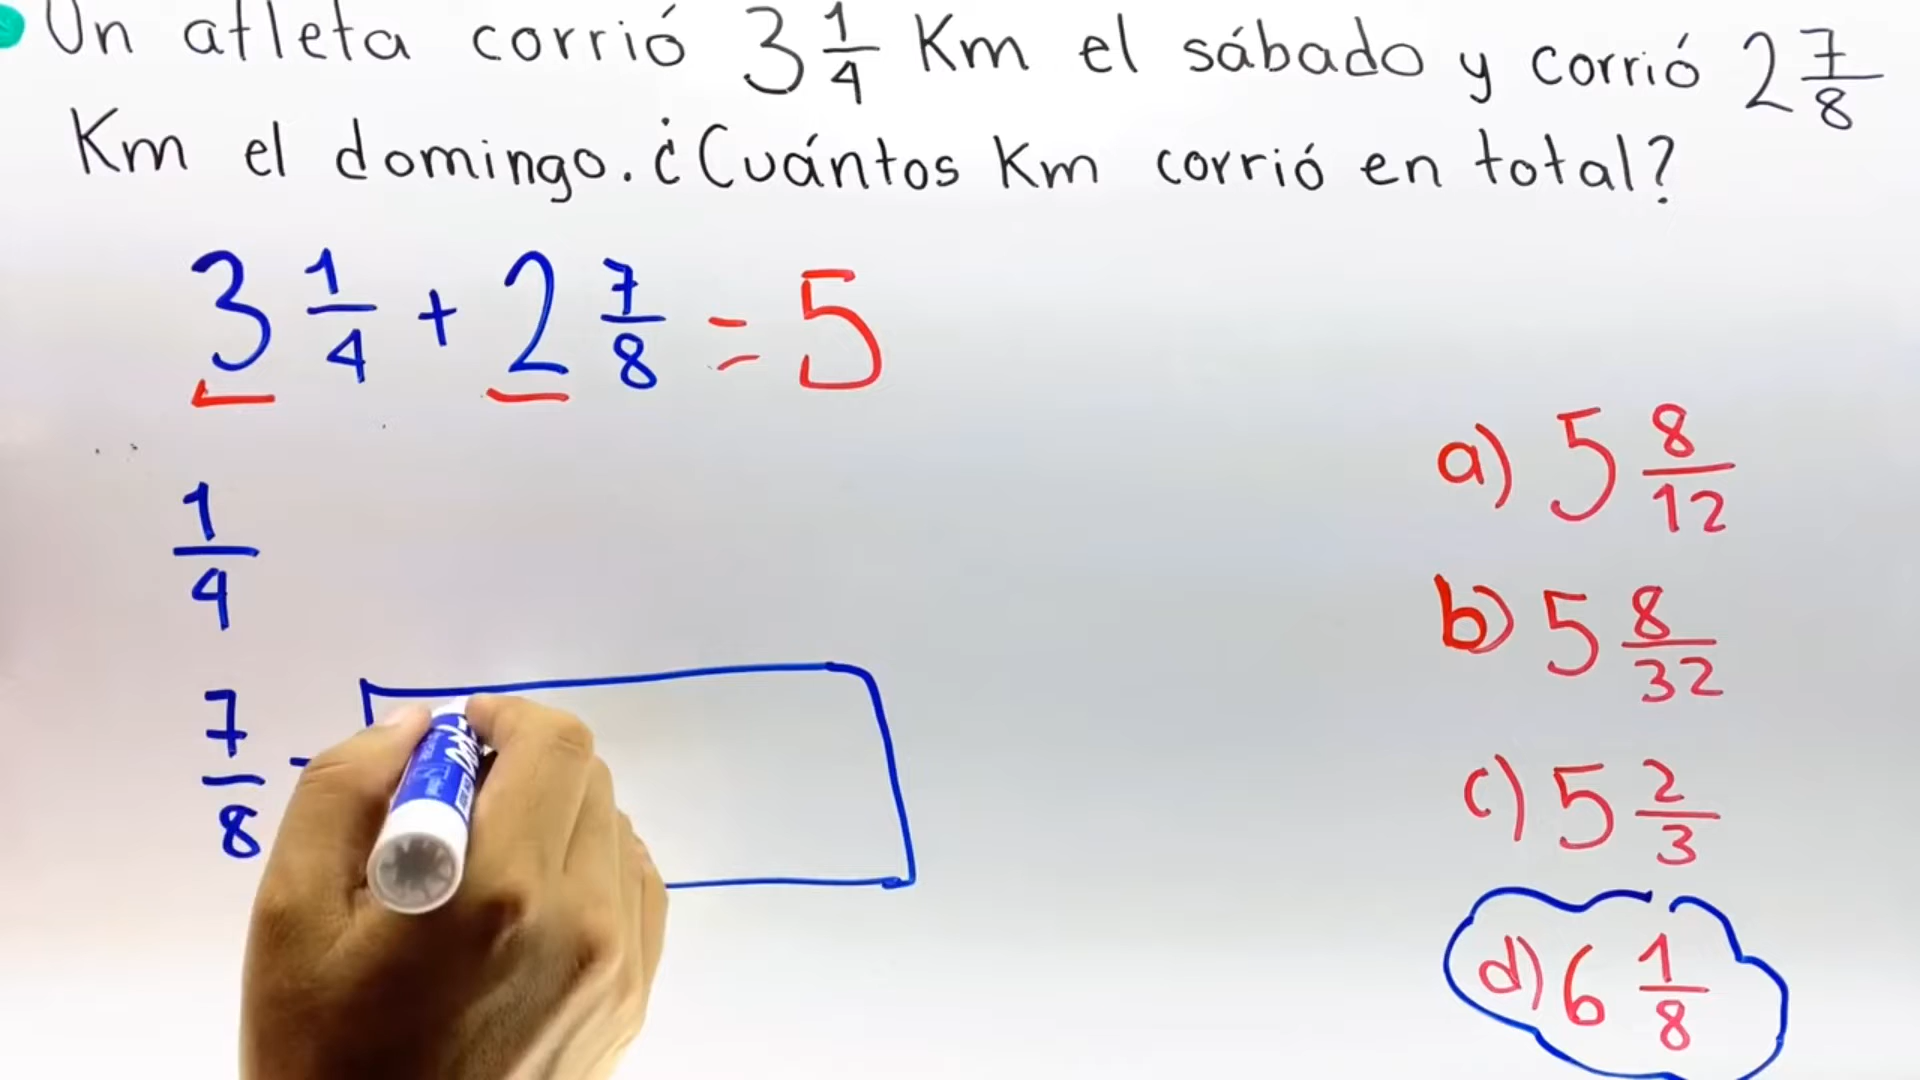 Un atleta corrió 3 1/4 Km el sábado y corrió 2 7/8
Km el domingo. ¿Cuántos Km corrió en total?
3 1/4 + 2 7/8 = 5
a) 5 8/12
1/4
b) 5 8/32
7/8
c) 5 2/3
d) 6 1/8